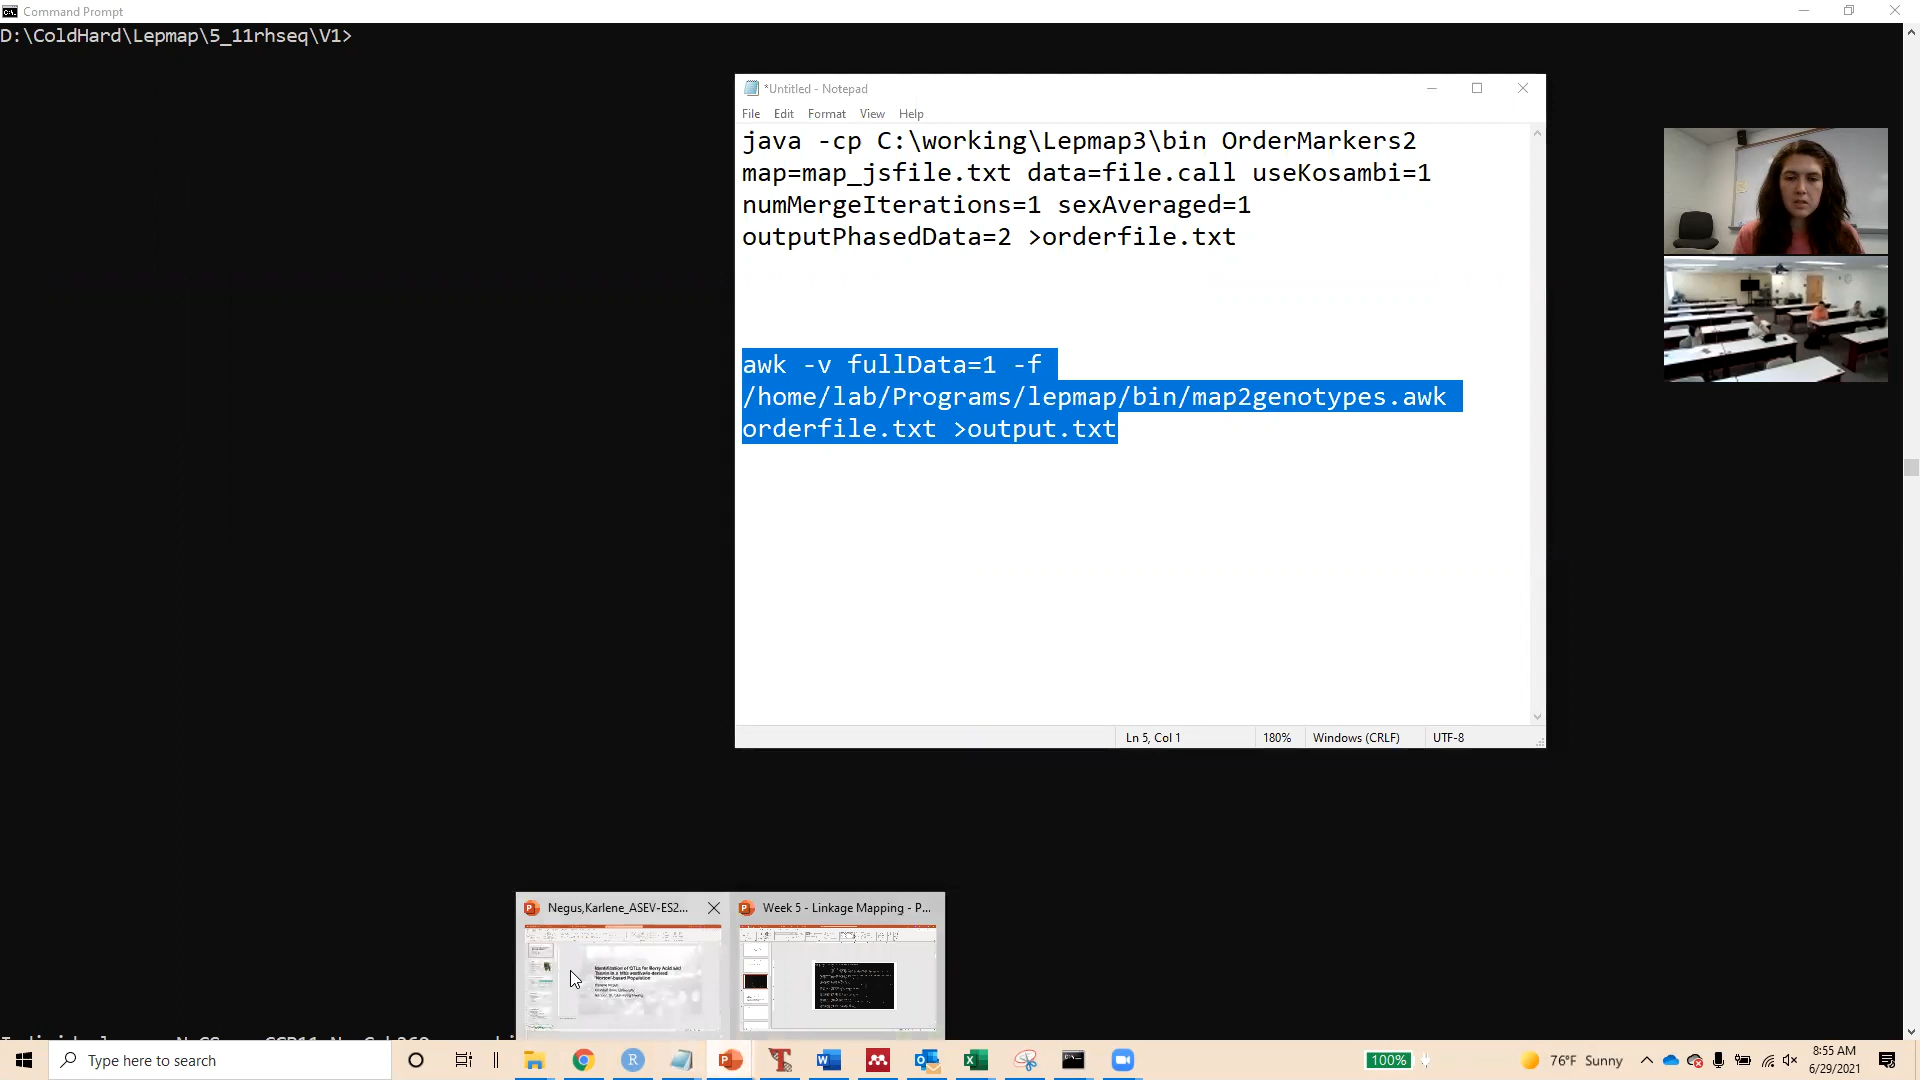 Command Prompt
D:\ColdHard\Lepmap\5_11rhseq\V1>
*Untitled - Notepad
File Edit Format View Help
java -cp C:\working\Lepmap3\bin OrderMarkers2
map=map_jsfile.txt data=file.call useKosambi=1
numMergeIterations=1 sexAveraged=1
outputPhasedData=2 >orderfile.txt
awk -v fullData=1 -f
/home/lab/Programs/lepmap/bin/map2genotypes.awk
orderfile.txt >output.txt
Ln 5, Col 1 180% Windows (CRLF) UTF-8
Negus,Karlene_ASEV-ES2...
Week 5 - Linkage Mapping - P...
Type here to search
100%
76°F Sunny
8:55 AM
6/29/2021